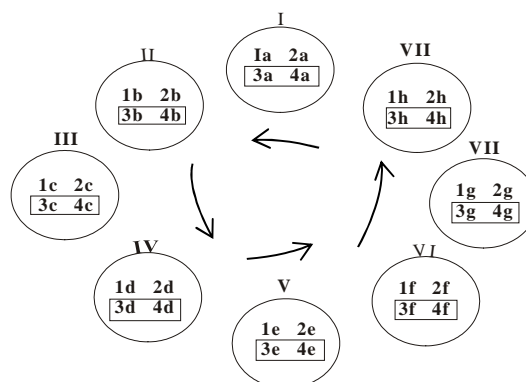 I
Ia 2a
3a 4a
II
1b 2b
3b 4b
III
1c 2c
3c 4c
IV
1d 2d
3d 4d
V
1e 2e
3e 4e
VI
1f 2f
3f 4f
VII
1g 2g
3g 4g
VII
1h 2h
3h 4h